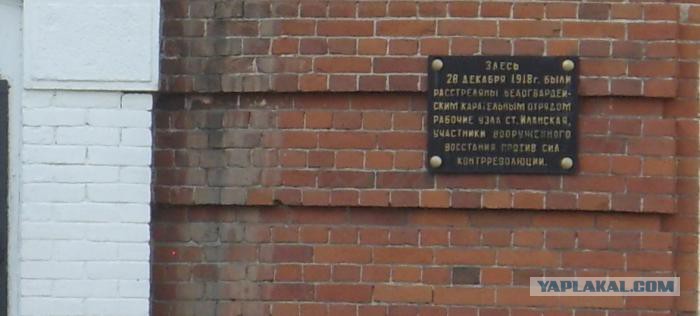 ЗДЕСЬ
28 ДЕКАБРЯ 1918 г. БЫЛИ
РАССТРЕЛЯНЫ БЕЛОГВАРДЕЙ-
СКИМ КАРАТЕЛЬНЫМ ОТРЯДОМ
РАБОЧИЕ УЗЛА СТ. ИЛАНСКАЯ,
УЧАСТНИКИ ВООРУЖЕННОГО
ВОССТАНИЯ ПРОТИВ СИЛ
КОНТРРЕВОЛЮЦИИ.
YAPLAKAL.COM